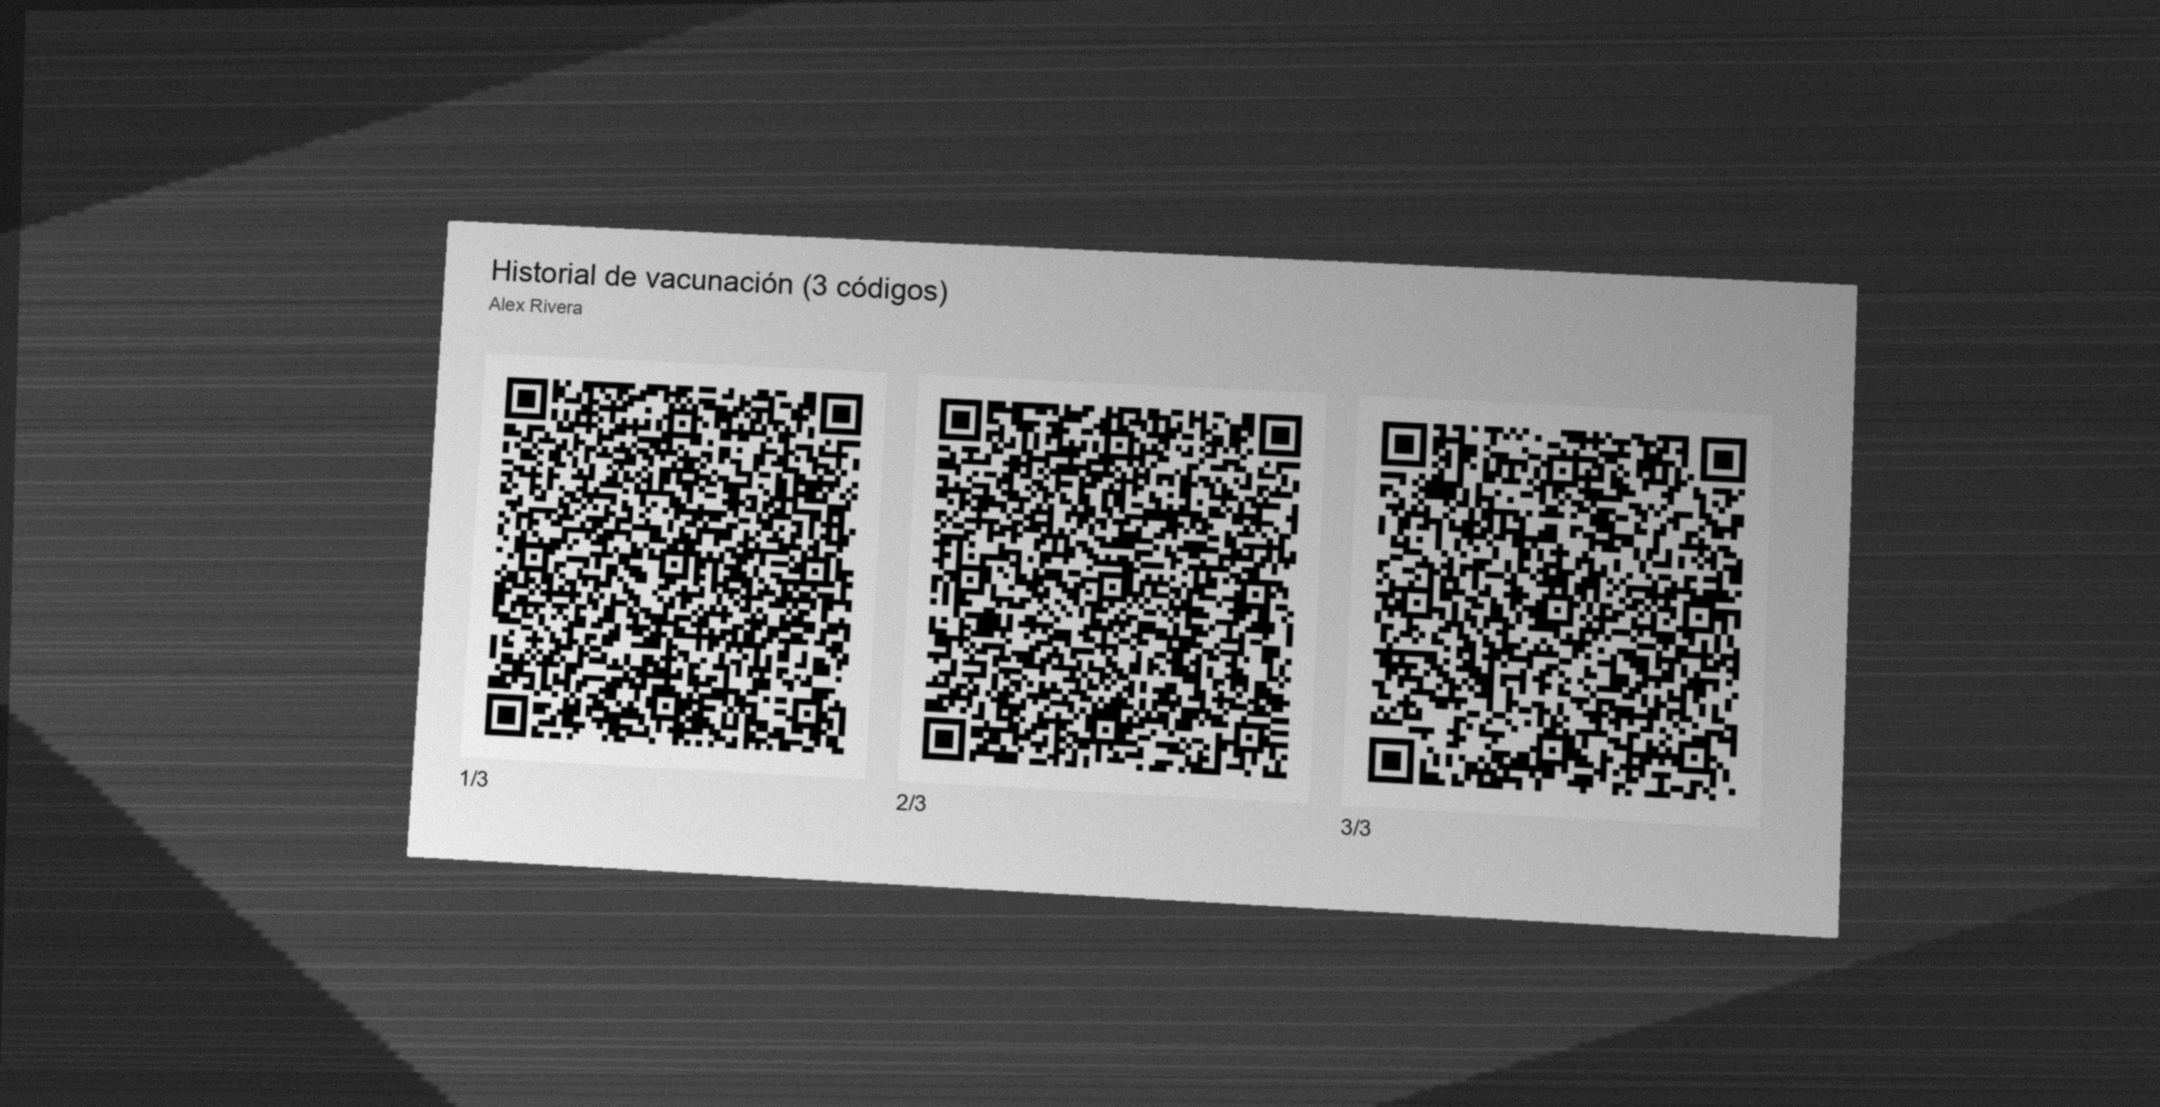 Historial de vacunación (3 códigos)
Alex Rivera
1/3
2/3
3/3